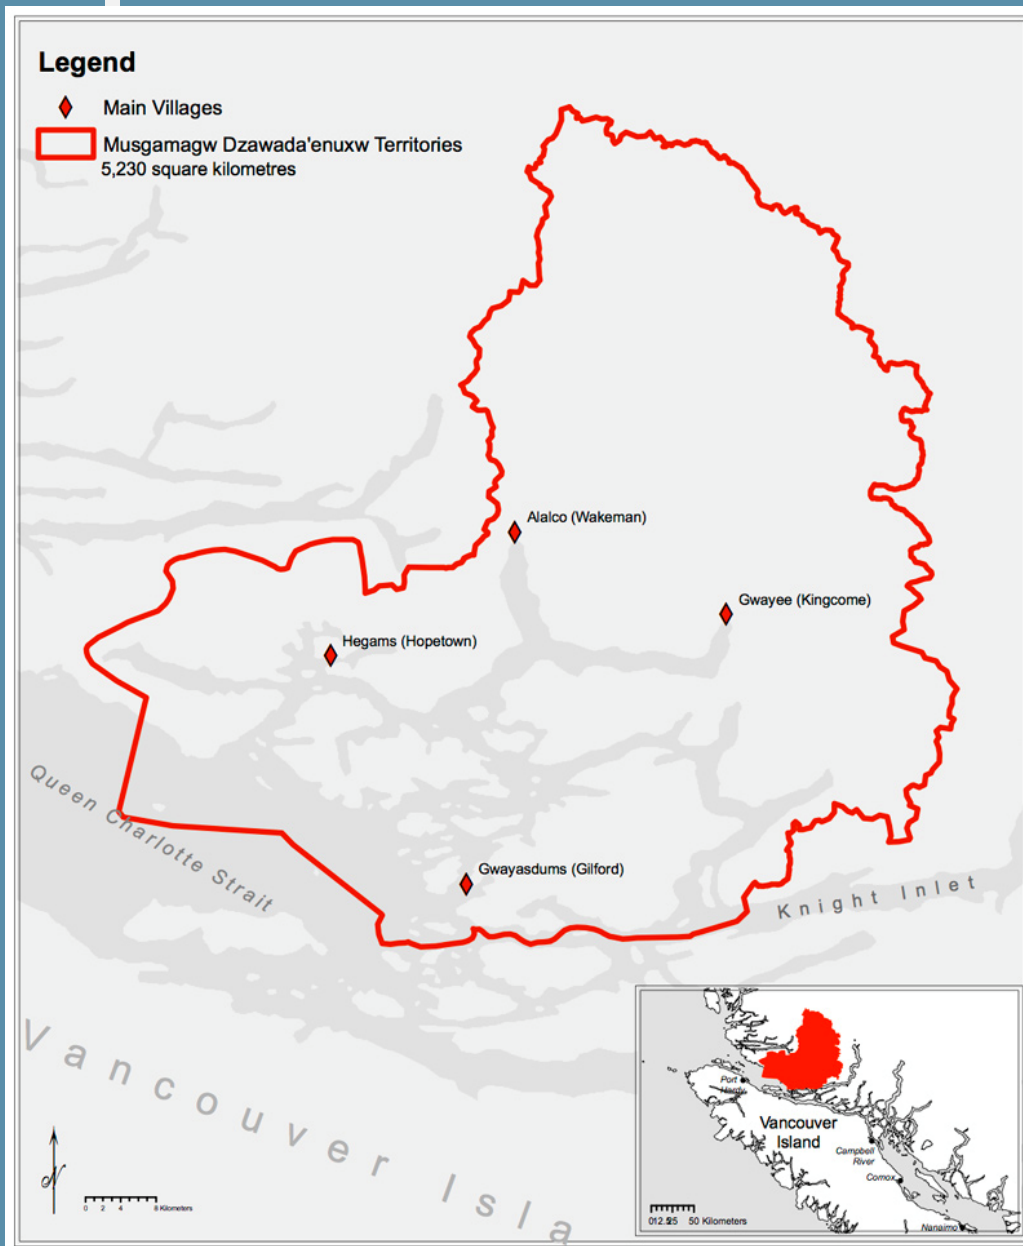 Legend
Main Villages
Musgamagw Dzawada'enuxw Territories
5,230 square kilometres
Alalco (Wakeman)
Gwayee (Kingcome)
Hegams (Hopetown)
Queen Charlotte Strait
Gwayasdums (Gilford)
Knight Inlet
Vancouver Isla
N
0 2 4 8 Kilometers
Port
Hardy
Vancouver
Island
Campbell
River
Comox
Nanaimo
012.525 50 Kilometers